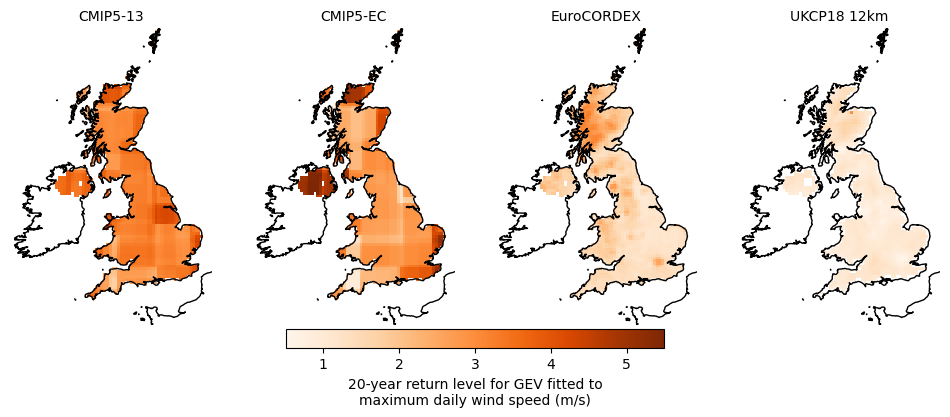 CMIP5-13 CMIP5-EC EuroCORDEX UKCP18 12km
1 2 3 4 5
20-year return level for GEV fitted to
maximum daily wind speed (m/s)